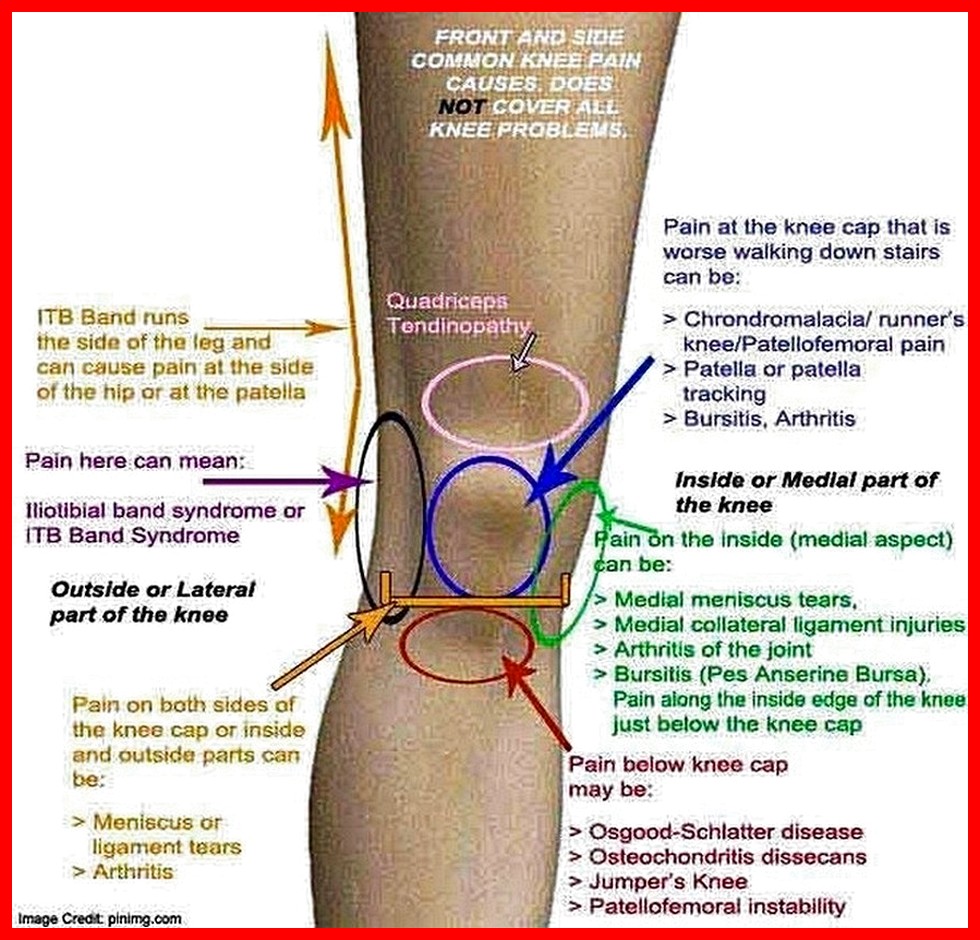 FRONT AND SIDE
COMMON KNEE PAIN
CAUSES. DOES
NOT COVER ALL
KNEE PROBLEMS.
Pain at the knee cap that is
worse walking down stairs
can be:
> Chrondromalacia/ runner's
knee/Patellofemoral pain
> Patella or patella
tracking
> Bursitis, Arthritis
Quadriceps
Tendinopathy
ITB Band runs
the side of the leg and
can cause pain at the side
of the hip or at the patella
Pain here can mean:
Iliotibial band syndrome or
ITB Band Syndrome
Outside or Lateral
part of the knee
Inside or Medial part of
the knee
Pain on the inside (medial aspect)
can be:
> Medial meniscus tears,
> Medial collateral ligament injuries
> Arthritis of the joint
> Bursitis (Pes Anserine Bursa).
Pain along the inside edge of the knee
just below the knee cap
Pain on both sides of
the knee cap or inside
and outside parts can
be:
> Meniscus or
ligament tears
> Arthritis
Pain below knee cap
may be:
> Osgood-Schlatter disease
> Osteochondritis dissecans
> Jumper's Knee
> Patellofemoral instability
Image Credit: pinimg.com